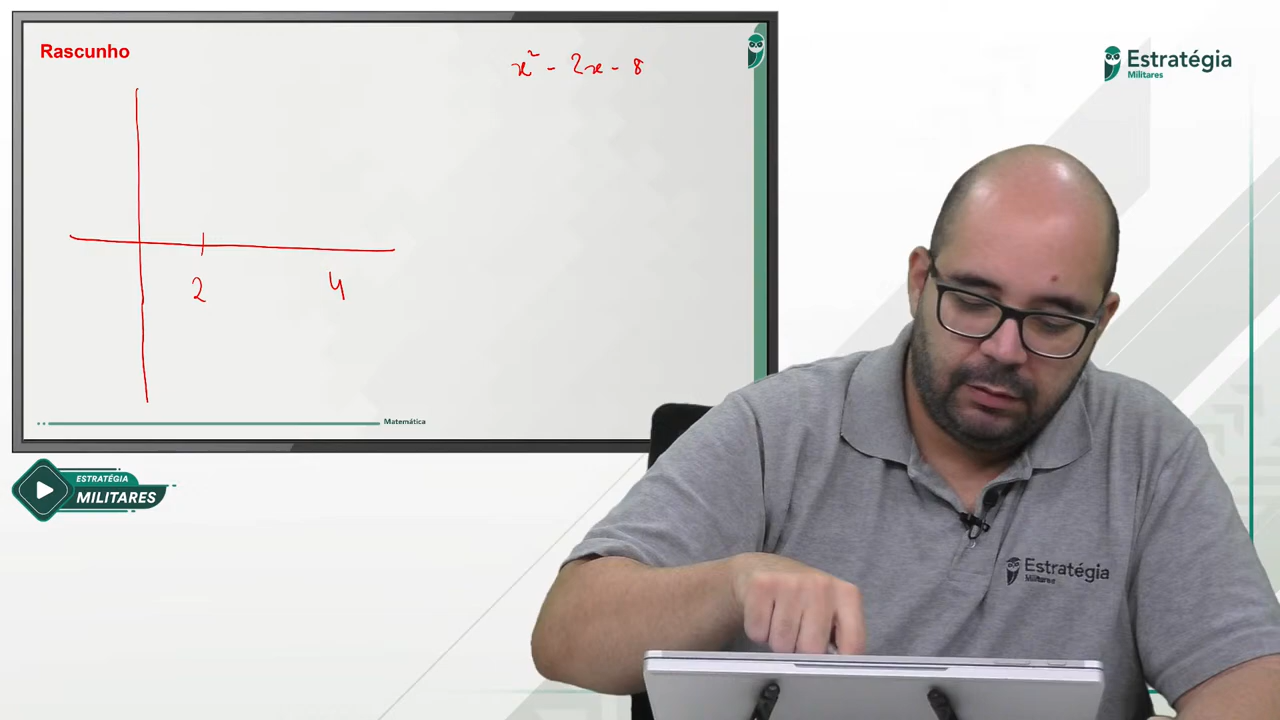 Rascunho
x² - 2x - 8
2
4
Matemática
Estratégia
Militares
ESTRATÉGIA
MILITARES
Estratégia
Militares